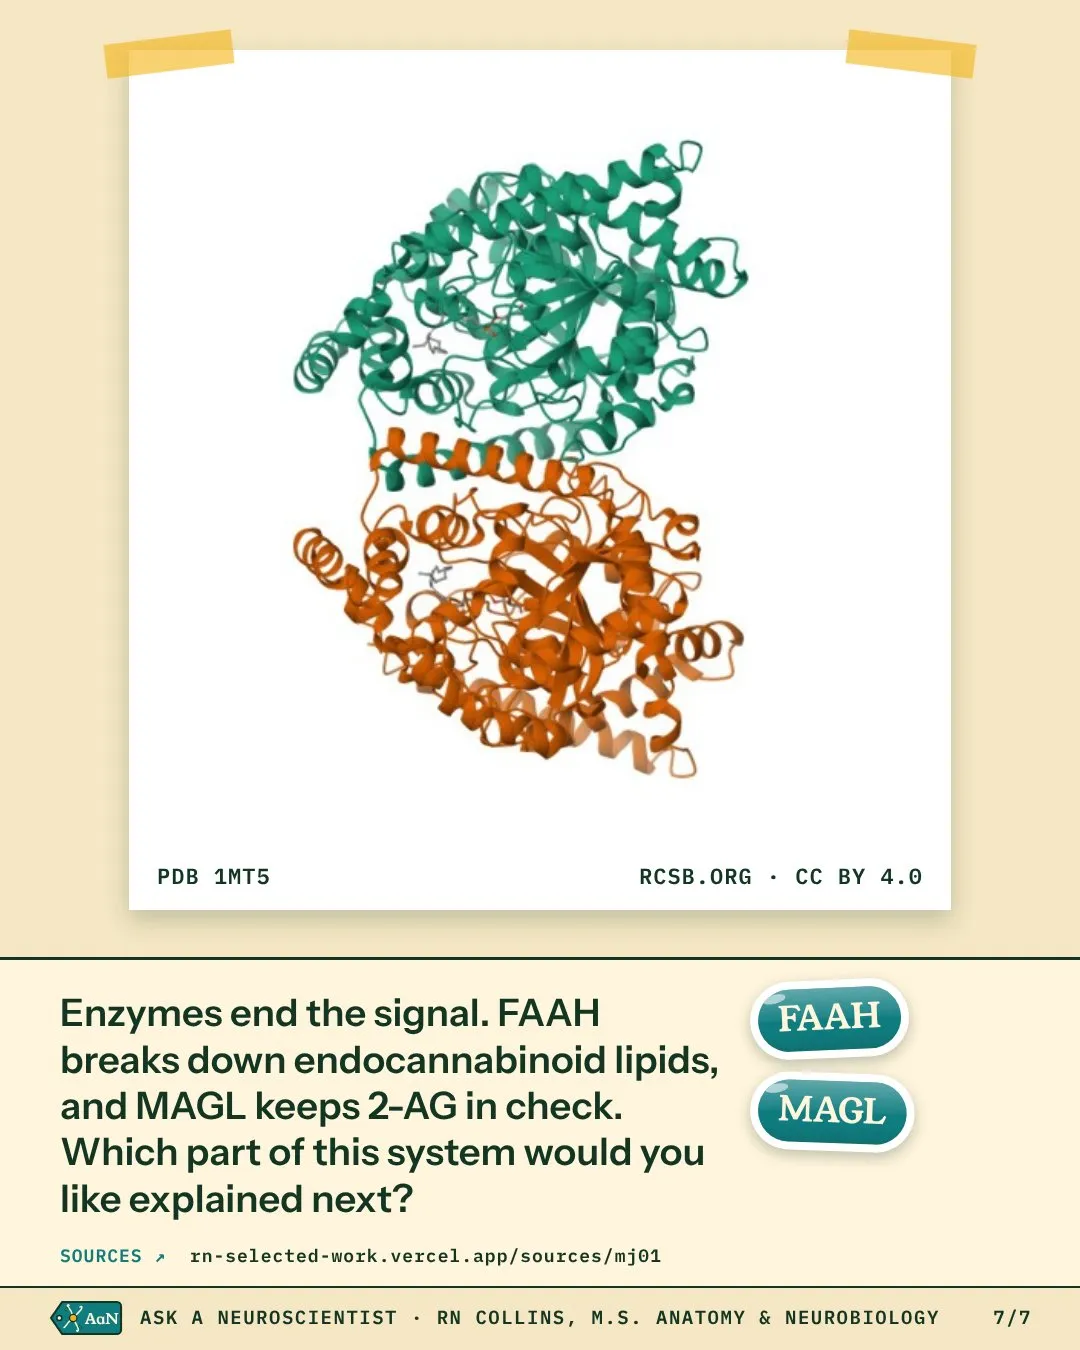 PDB 1MT5
RCSB.ORG · CC BY 4.0
Enzymes end the signal. FAAH
breaks down endocannabinoid lipids,
and MAGL keeps 2-AG in check.
Which part of this system would you
like explained next?
FAAH
MAGL
SOURCES ↗ rn-selected-work.vercel.app/sources/mj01
AaN ASK A NEUROSCIENTIST · RN COLLINS, M.S. ANATOMY & NEUROBIOLOGY 7/7